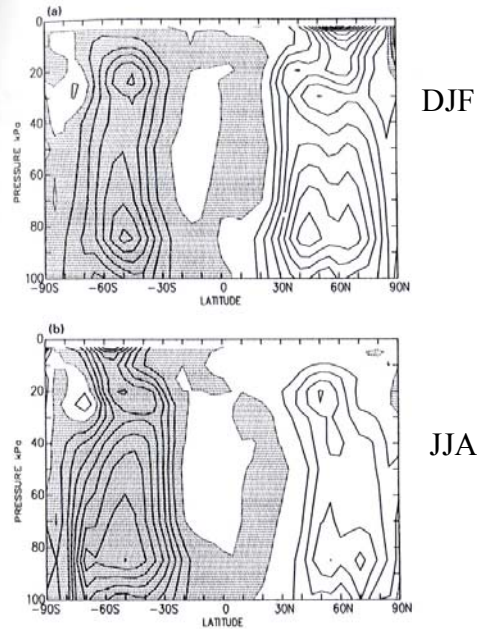 (a)
0
20
40
60
80
100
PRESSURE kPa
-90S -60S -30S 0 30N 60N 90N
LATITUDE
DJF
(b)
0
20
40
60
80
100
PRESSURE kPa
-90S -60S -30S 0 30N 60N 90N
LATITUDE
JJA